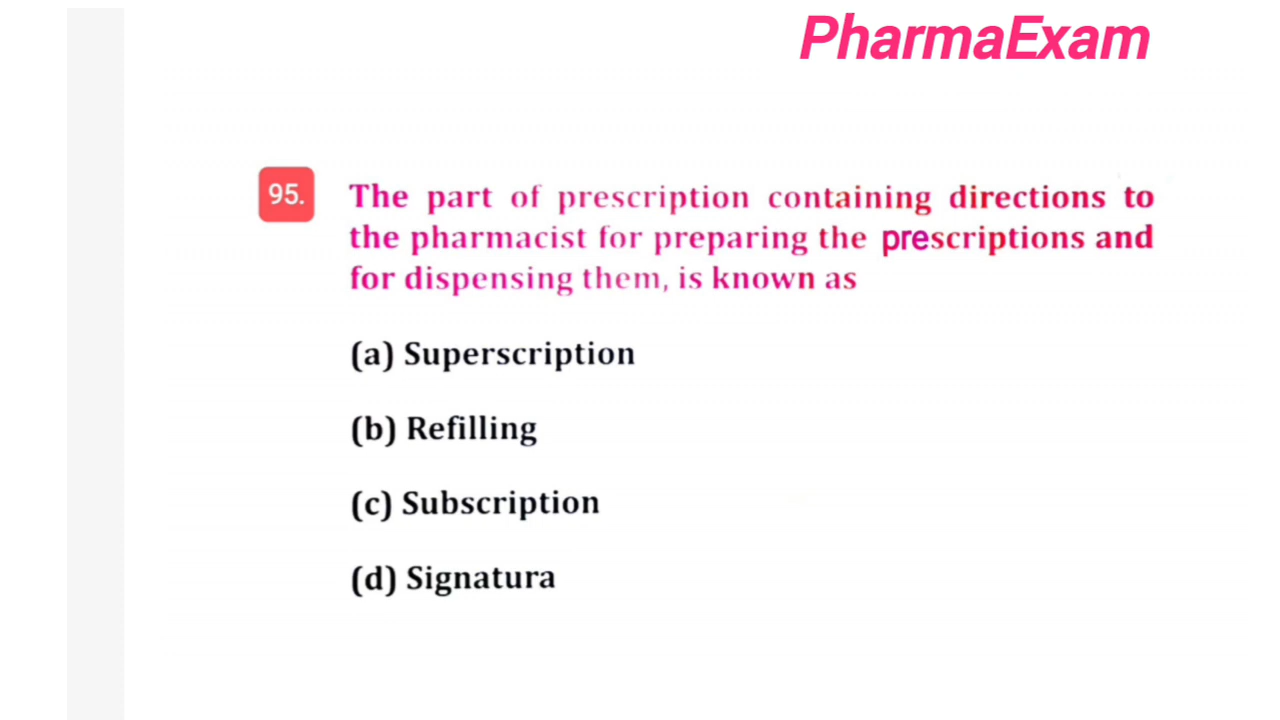 PharmaExam
95.
The part of prescription containing directions to
the pharmacist for preparing the prescriptions and
for dispensing them, is known as
(a) Superscription
(b) Refilling
(c) Subscription
(d) Signatura